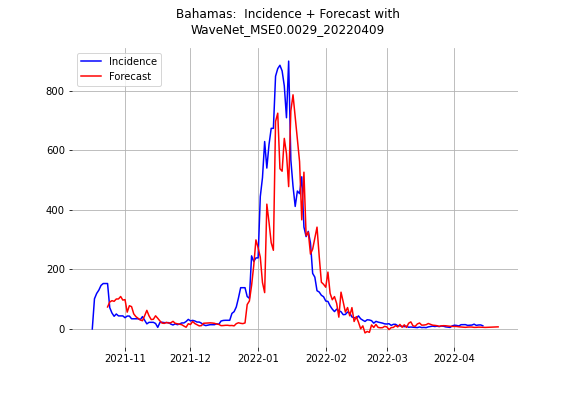 Bahamas:  Incidence + Forecast with
WaveNet_MSE0.0029_20220409
Incidence
Forecast
800
600
400
200
0
2021-11
2021-12
2022-01
2022-02
2022-03
2022-04